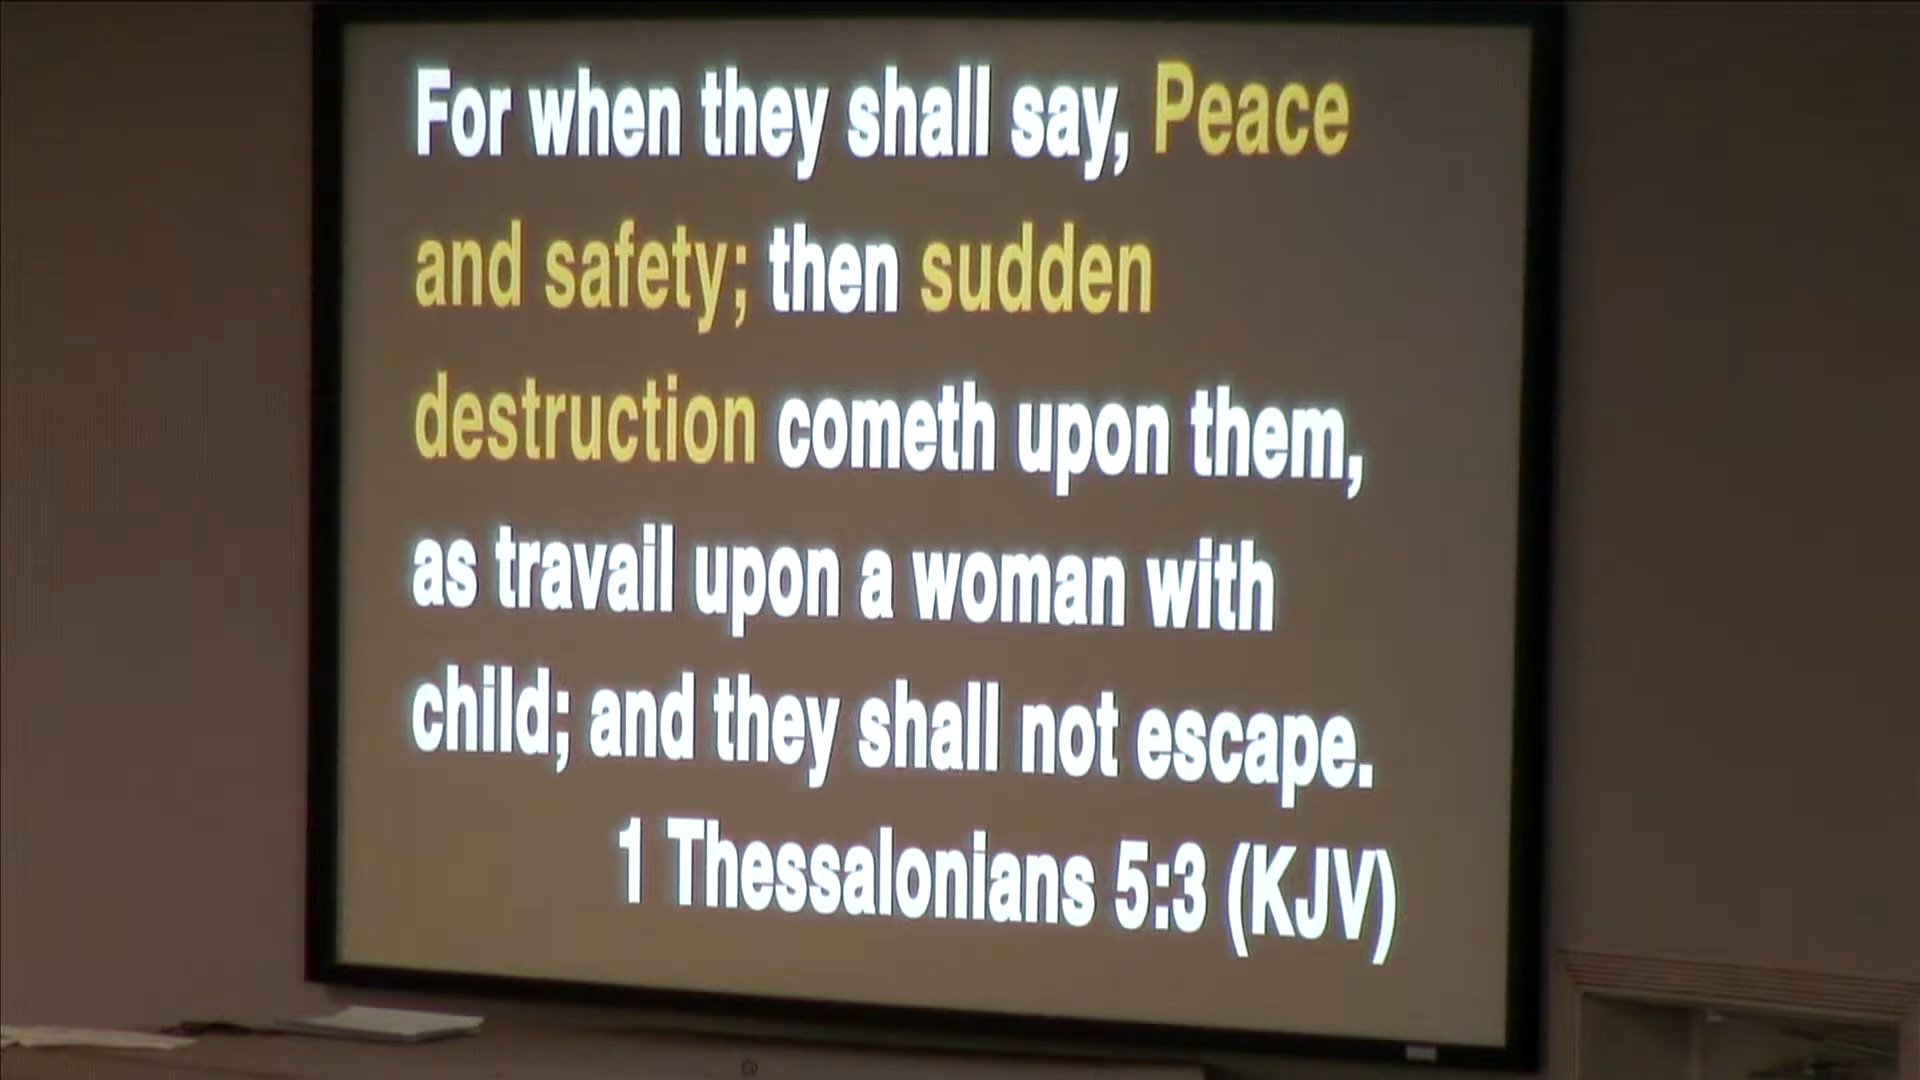 For when they shall say, Peace
and safety; then sudden
destruction cometh upon them,
as travail upon a woman with
child; and they shall not escape.
1 Thessalonians 5:3 (KJV)